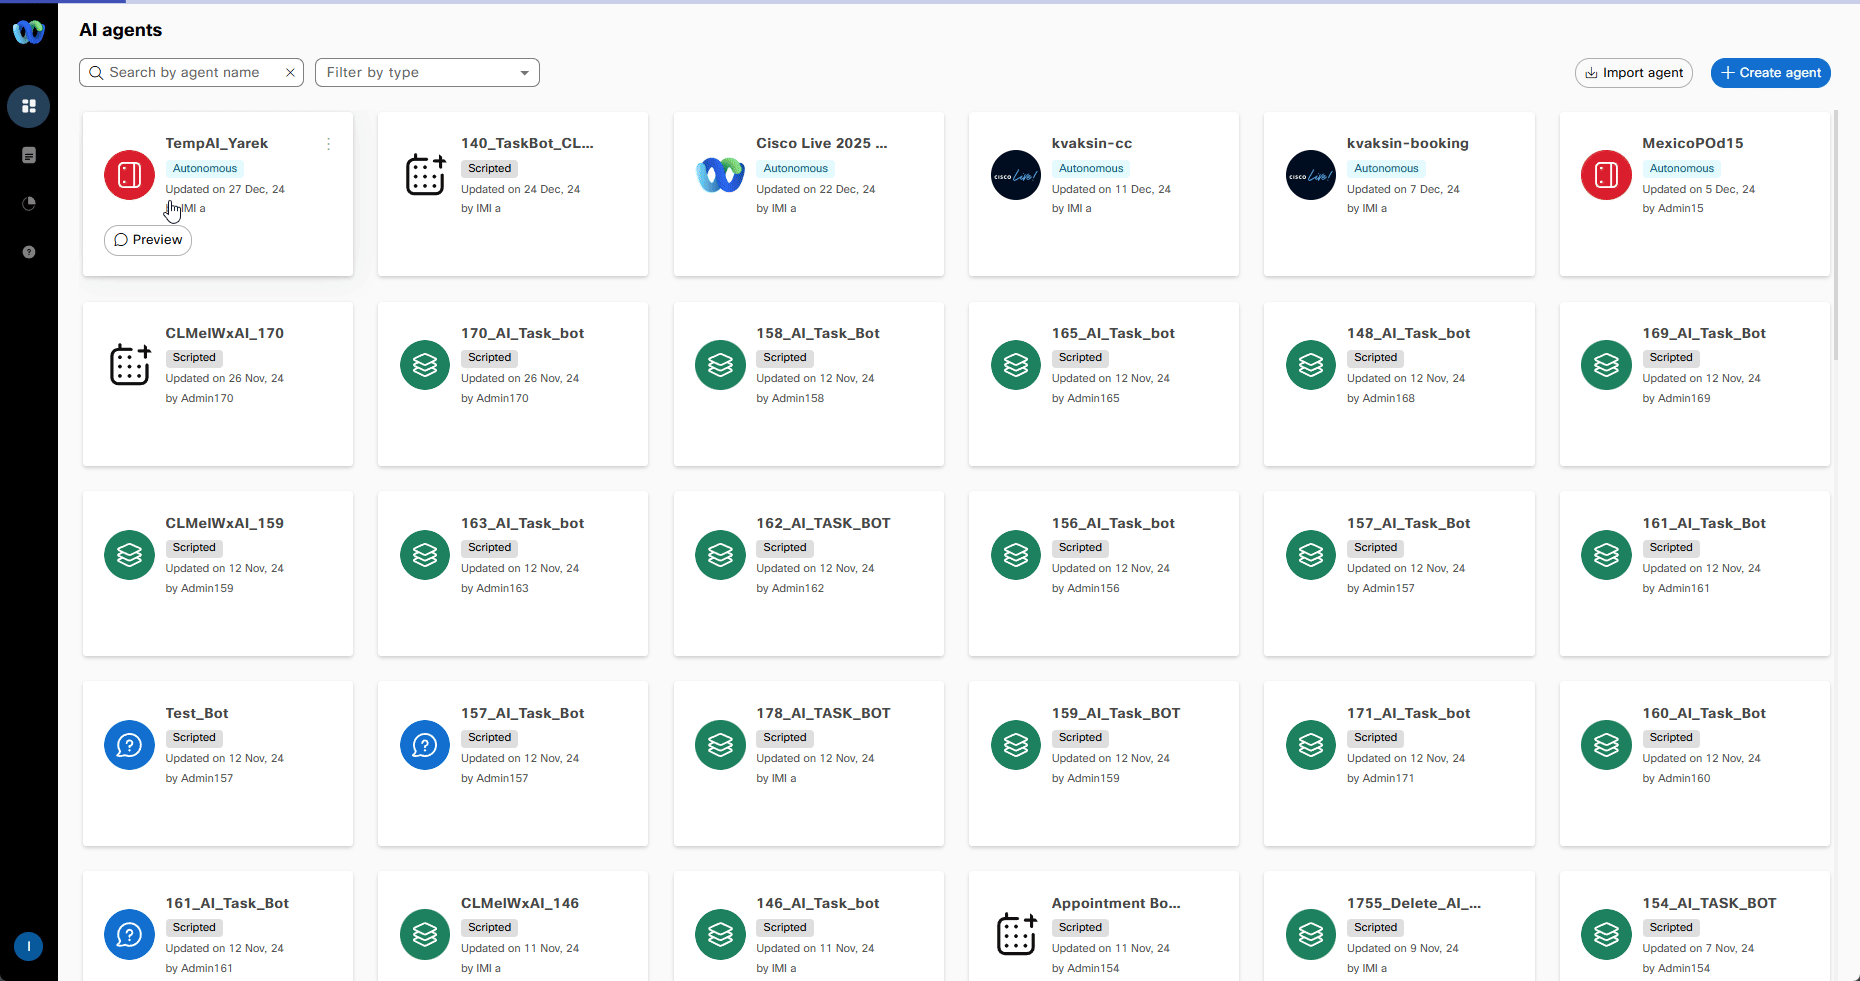 AI agents
Search by agent name
Filter by type
Import agent
Create agent
TempAI_Yarek
Autonomous
Updated on 27 Dec, 24
by IMI a
Preview
140_TaskBot_CL...
Scripted
Updated on 24 Dec, 24
by IMI a
Cisco Live 2025 ...
Autonomous
Updated on 22 Dec, 24
by IMI a
CISCO Live!
kvaksin-cc
Autonomous
Updated on 11 Dec, 24
by IMI a
CISCO Live!
kvaksin-booking
Autonomous
Updated on 7 Dec, 24
by IMI a
MexicoPOd15
Autonomous
Updated on 5 Dec, 24
by Admin15
CLMelWxAI_170
Scripted
Updated on 26 Nov, 24
by Admin170
170_AI_Task_bot
Scripted
Updated on 26 Nov, 24
by Admin170
158_AI_Task_Bot
Scripted
Updated on 12 Nov, 24
by Admin158
165_AI_Task_bot
Scripted
Updated on 12 Nov, 24
by Admin165
148_AI_Task_bot
Scripted
Updated on 12 Nov, 24
by Admin168
169_AI_Task_Bot
Scripted
Updated on 12 Nov, 24
by Admin169
CLMelWxAI_159
Scripted
Updated on 12 Nov, 24
by Admin159
163_AI_Task_bot
Scripted
Updated on 12 Nov, 24
by Admin163
162_AI_TASK_BOT
Scripted
Updated on 12 Nov, 24
by Admin162
156_AI_Task_bot
Scripted
Updated on 12 Nov, 24
by Admin156
157_AI_Task_Bot
Scripted
Updated on 12 Nov, 24
by Admin157
161_AI_Task_Bot
Scripted
Updated on 12 Nov, 24
by Admin161
Test_Bot
Scripted
Updated on 12 Nov, 24
by Admin157
157_AI_Task_Bot
Scripted
Updated on 12 Nov, 24
by Admin157
178_AI_TASK_BOT
Scripted
Updated on 12 Nov, 24
by IMI a
159_AI_Task_BOT
Scripted
Updated on 12 Nov, 24
by Admin159
171_AI_Task_bot
Scripted
Updated on 12 Nov, 24
by Admin171
160_AI_Task_Bot
Scripted
Updated on 12 Nov, 24
by Admin160
161_AI_Task_Bot
Scripted
Updated on 12 Nov, 24
by Admin161
CLMelWxAI_146
Scripted
Updated on 11 Nov, 24
by IMI a
146_AI_Task_bot
Scripted
Updated on 11 Nov, 24
by IMI a
Appointment Bo...
Scripted
Updated on 11 Nov, 24
by Admin154
1755_Delete_AI_...
Scripted
Updated on 9 Nov, 24
by IMI a
154_AI_TASK_BOT
Scripted
Updated on 7 Nov, 24
by Admin154
I